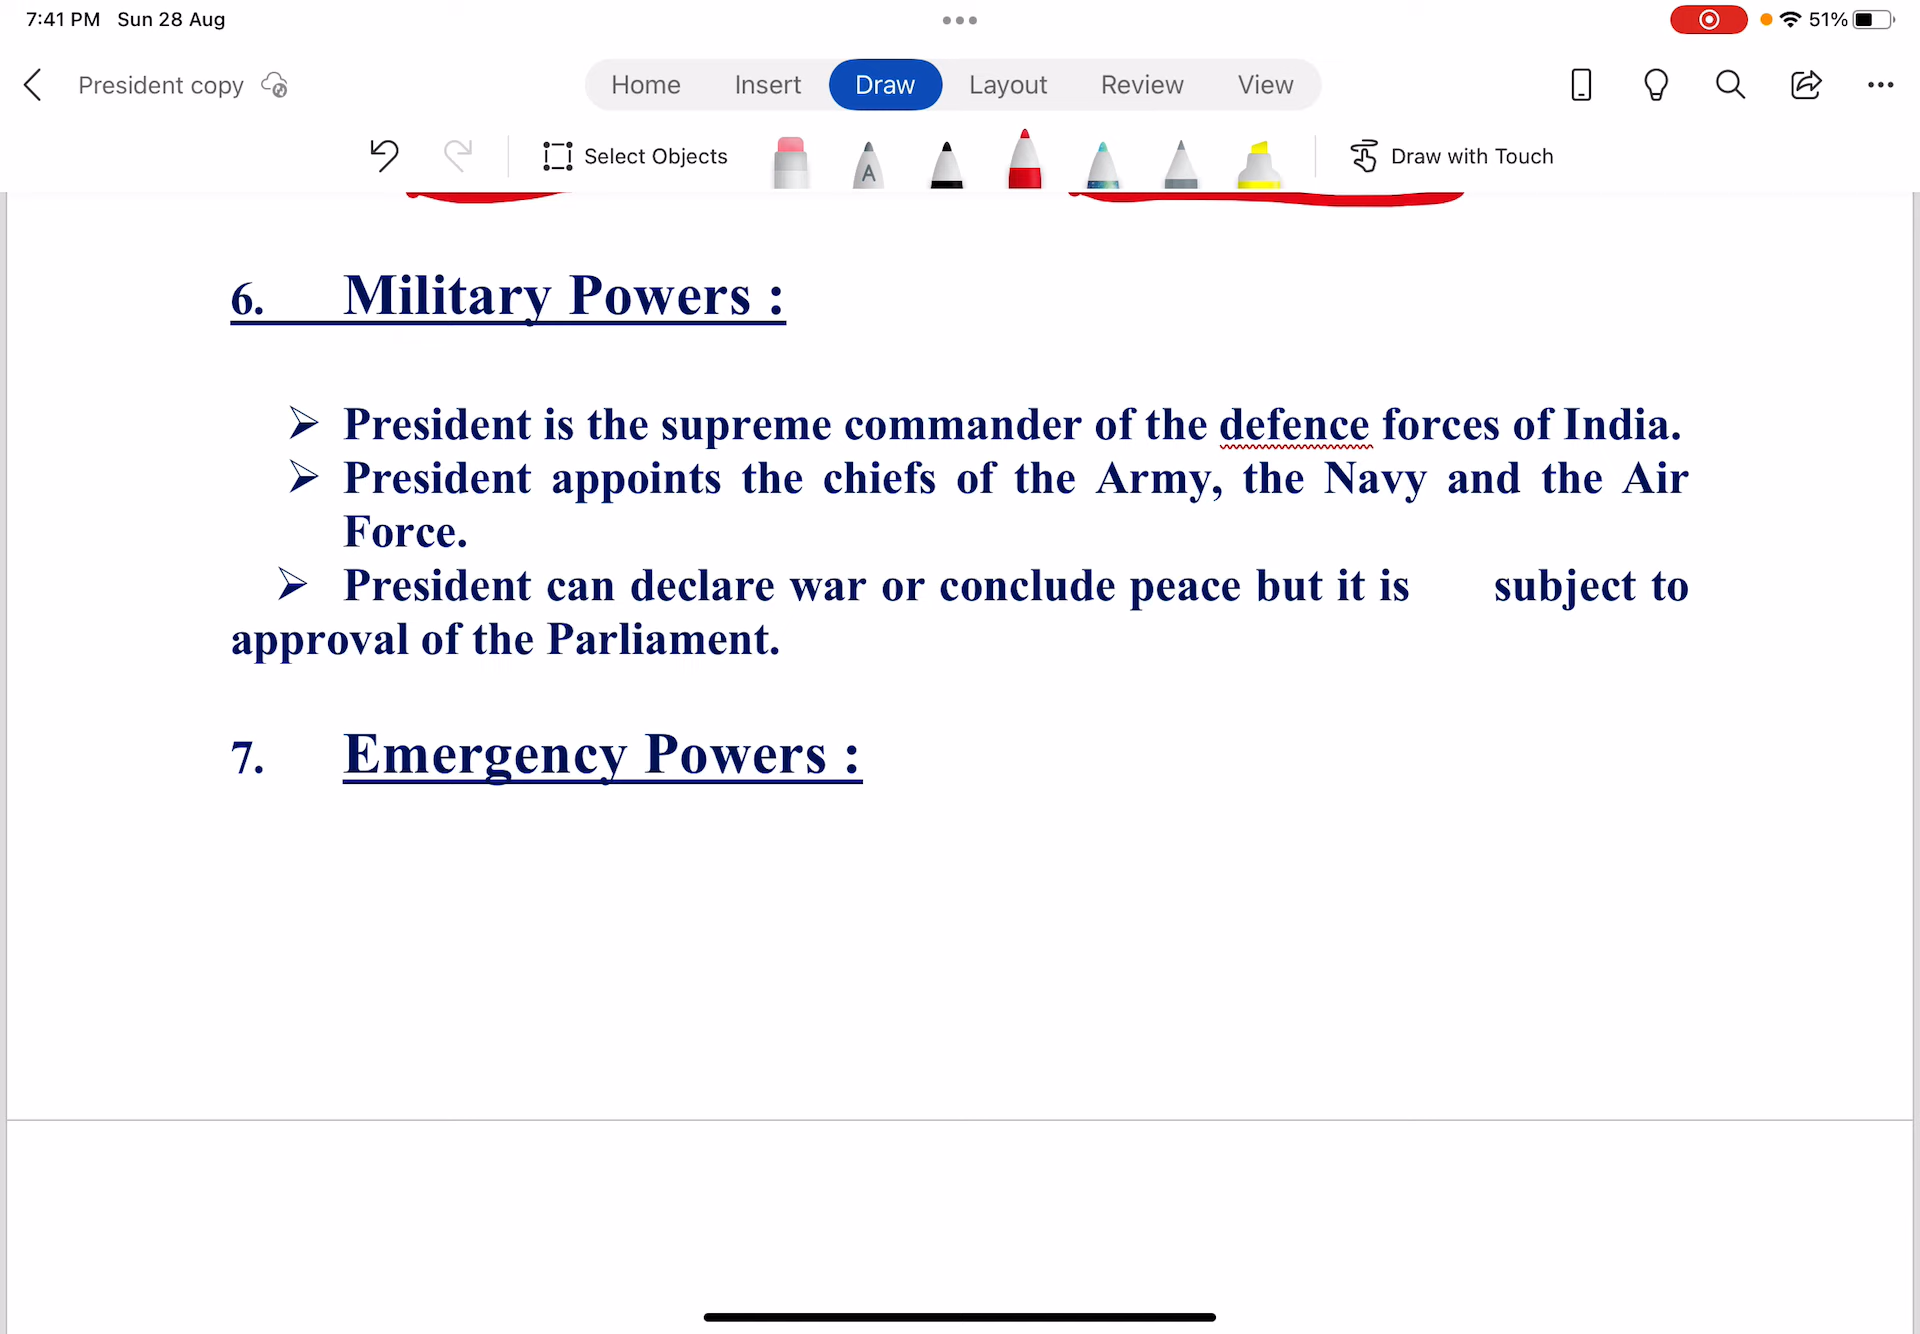 7:41 PM Sun 28 Aug
51%
President copy
Home Insert Draw Layout Review View
Select Objects
A
Draw with Touch
6. Military Powers :
➢ President is the supreme commander of the defence forces of India.
➢ President appoints the chiefs of the Army, the Navy and the Air
Force.
➢ President can declare war or conclude peace but it is subject to
approval of the Parliament.
7. Emergency Powers :